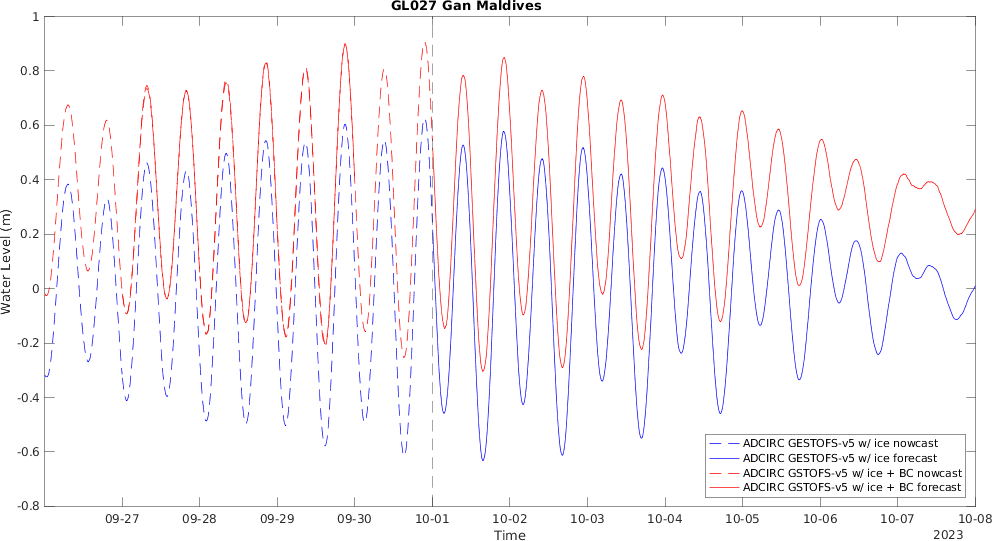 GL027 Gan Maldives
1
0.8
0.6
0.4
0.2
0
-0.2
-0.4
-0.6
-0.8
Water Level (m)
09-27 09-28 09-29 09-30 10-01 10-02 10-03 10-04 10-05 10-06 10-07 10-08
Time
2023
ADCIRC GESTOFS-v5 w/ ice nowcast
ADCIRC GESTOFS-v5 w/ ice forecast
ADCIRC GSTOFS-v5 w/ ice + BC nowcast
ADCIRC GSTOFS-v5 w/ ice + BC forecast